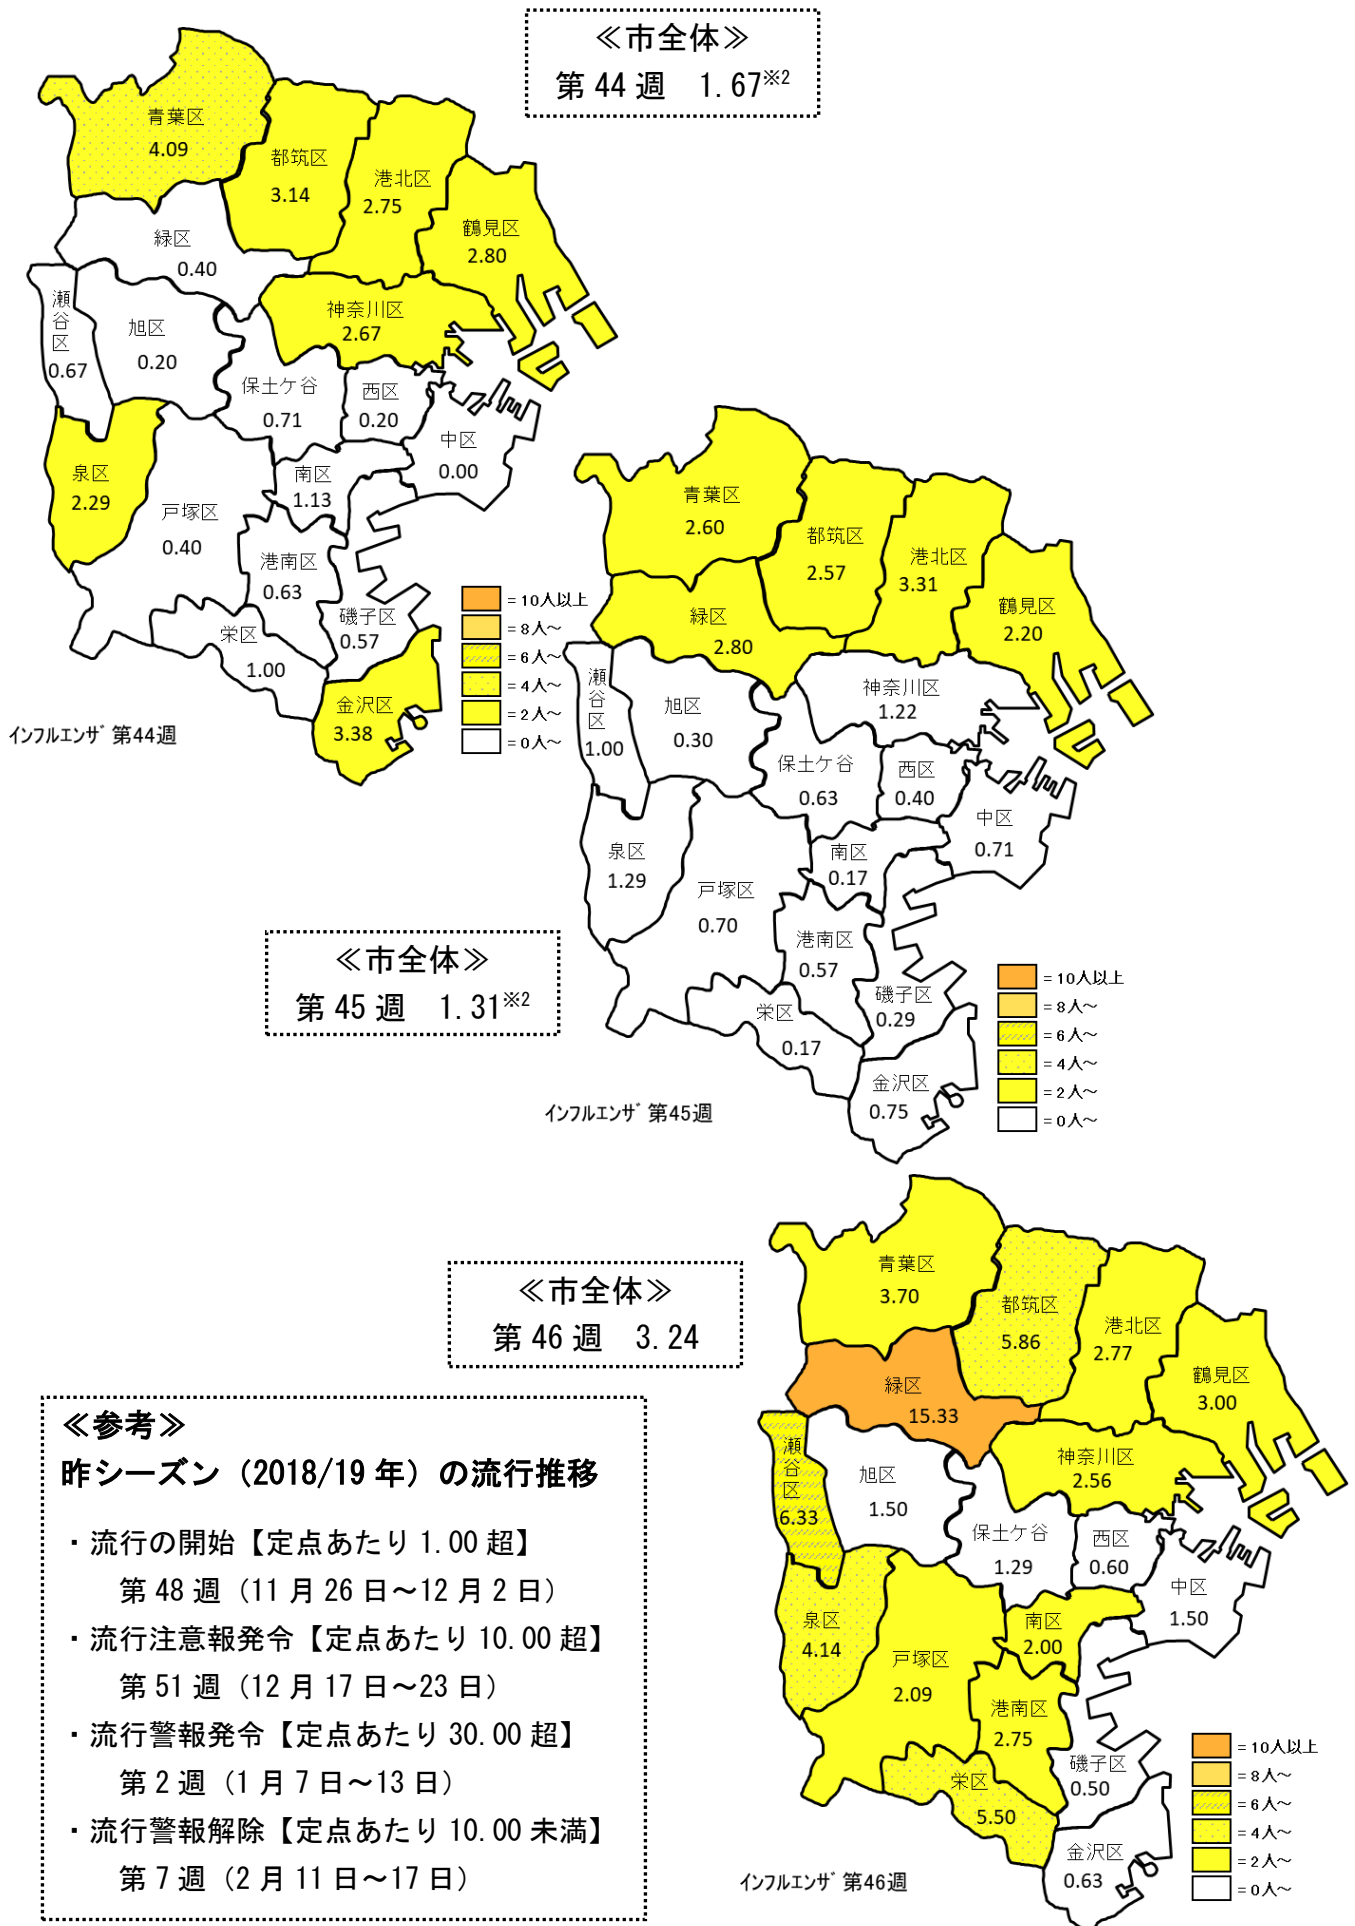 ≪市全体≫
第 44 週　1.67※2
青葉区
4.09
都筑区
3.14
港北区
2.75
鶴見区
2.80
緑区
0.40
神奈川区
2.67
瀬谷区
0.67
旭区
0.20
保土ケ谷
0.71
西区
0.20
中区
0.00
泉区
2.29
戸塚区
0.40
南区
1.13
港南区
0.63
磯子区
0.57
栄区
1.00
金沢区
3.38
= 10人以上
= 8人～
= 6人～
= 4人～
= 2人～
= 0人～
インフルエンザ 第44週
≪市全体≫
第 45 週　1.31※2
青葉区
2.60
都筑区
2.57
港北区
3.31
鶴見区
2.20
緑区
2.80
神奈川区
1.22
瀬谷区
1.00
旭区
0.30
保土ケ谷
0.63
西区
0.40
中区
0.71
泉区
1.29
戸塚区
0.70
南区
0.17
港南区
0.57
磯子区
0.29
栄区
0.17
金沢区
0.75
= 10人以上
= 8人～
= 6人～
= 4人～
= 2人～
= 0人～
インフルエンザ 第45週
≪市全体≫
第 46 週　3.24
青葉区
3.70
都筑区
5.86
港北区
2.77
鶴見区
3.00
緑区
15.33
神奈川区
2.56
瀬谷区
6.33
旭区
1.50
保土ケ谷
1.29
西区
0.60
中区
1.50
泉区
4.14
戸塚区
2.09
南区
2.00
港南区
2.75
磯子区
0.50
栄区
5.50
金沢区
0.63
= 10人以上
= 8人～
= 6人～
= 4人～
= 2人～
= 0人～
インフルエンザ 第46週
≪参考≫
昨シーズン（2018/19 年）の流行推移
・流行の開始【定点あたり 1.00 超】
第 48 週（11 月 26 日～12 月 2 日）
・流行注意報発令【定点あたり 10.00 超】
第 51 週（12 月 17 日～23 日）
・流行警報発令【定点あたり 30.00 超】
第 2 週（1 月 7 日～13 日）
・流行警報解除【定点あたり 10.00 未満】
第 7 週（2 月 11 日～17 日）